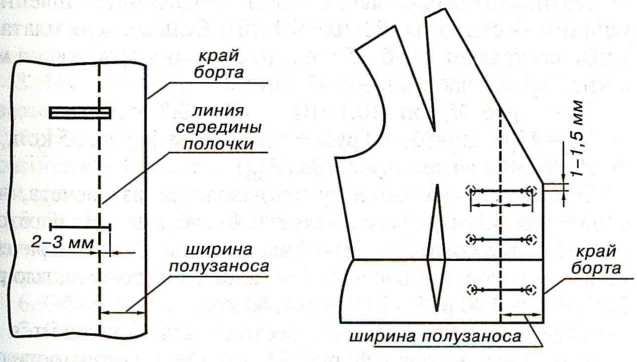 край
борта
линия
середины
полочки
2–3 мм
ширина
полузаноса
1–1,5 мм
край
борта
ширина полузаноса